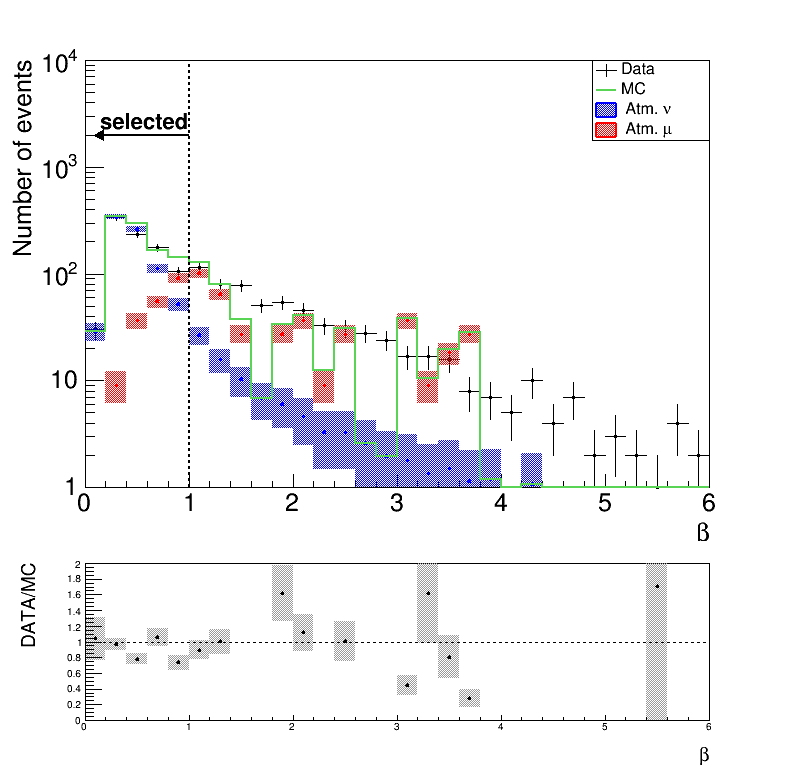 Number of events
10^4
10^3
10^2
10
1
selected
Data
MC
Atm. ν
Atm. μ
0 1 2 3 4 5 6
β
DATA/MC
2
1.8
1.6
1.4
1.2
1
0.8
0.6
0.4
0.2
0
0 1 2 3 4 5 6
β